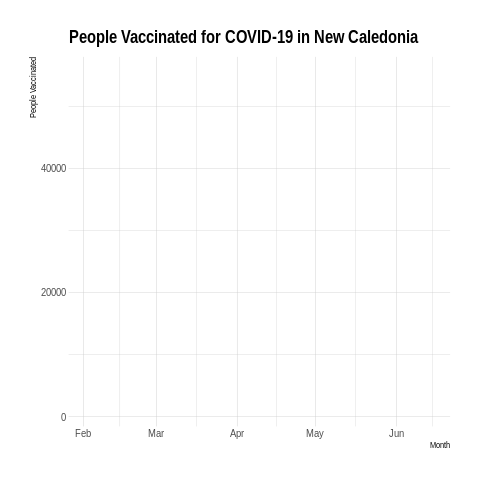 People Vaccinated for COVID-19 in New Caledonia
People Vaccinated
40000
20000
0
Feb Mar Apr May Jun
Month